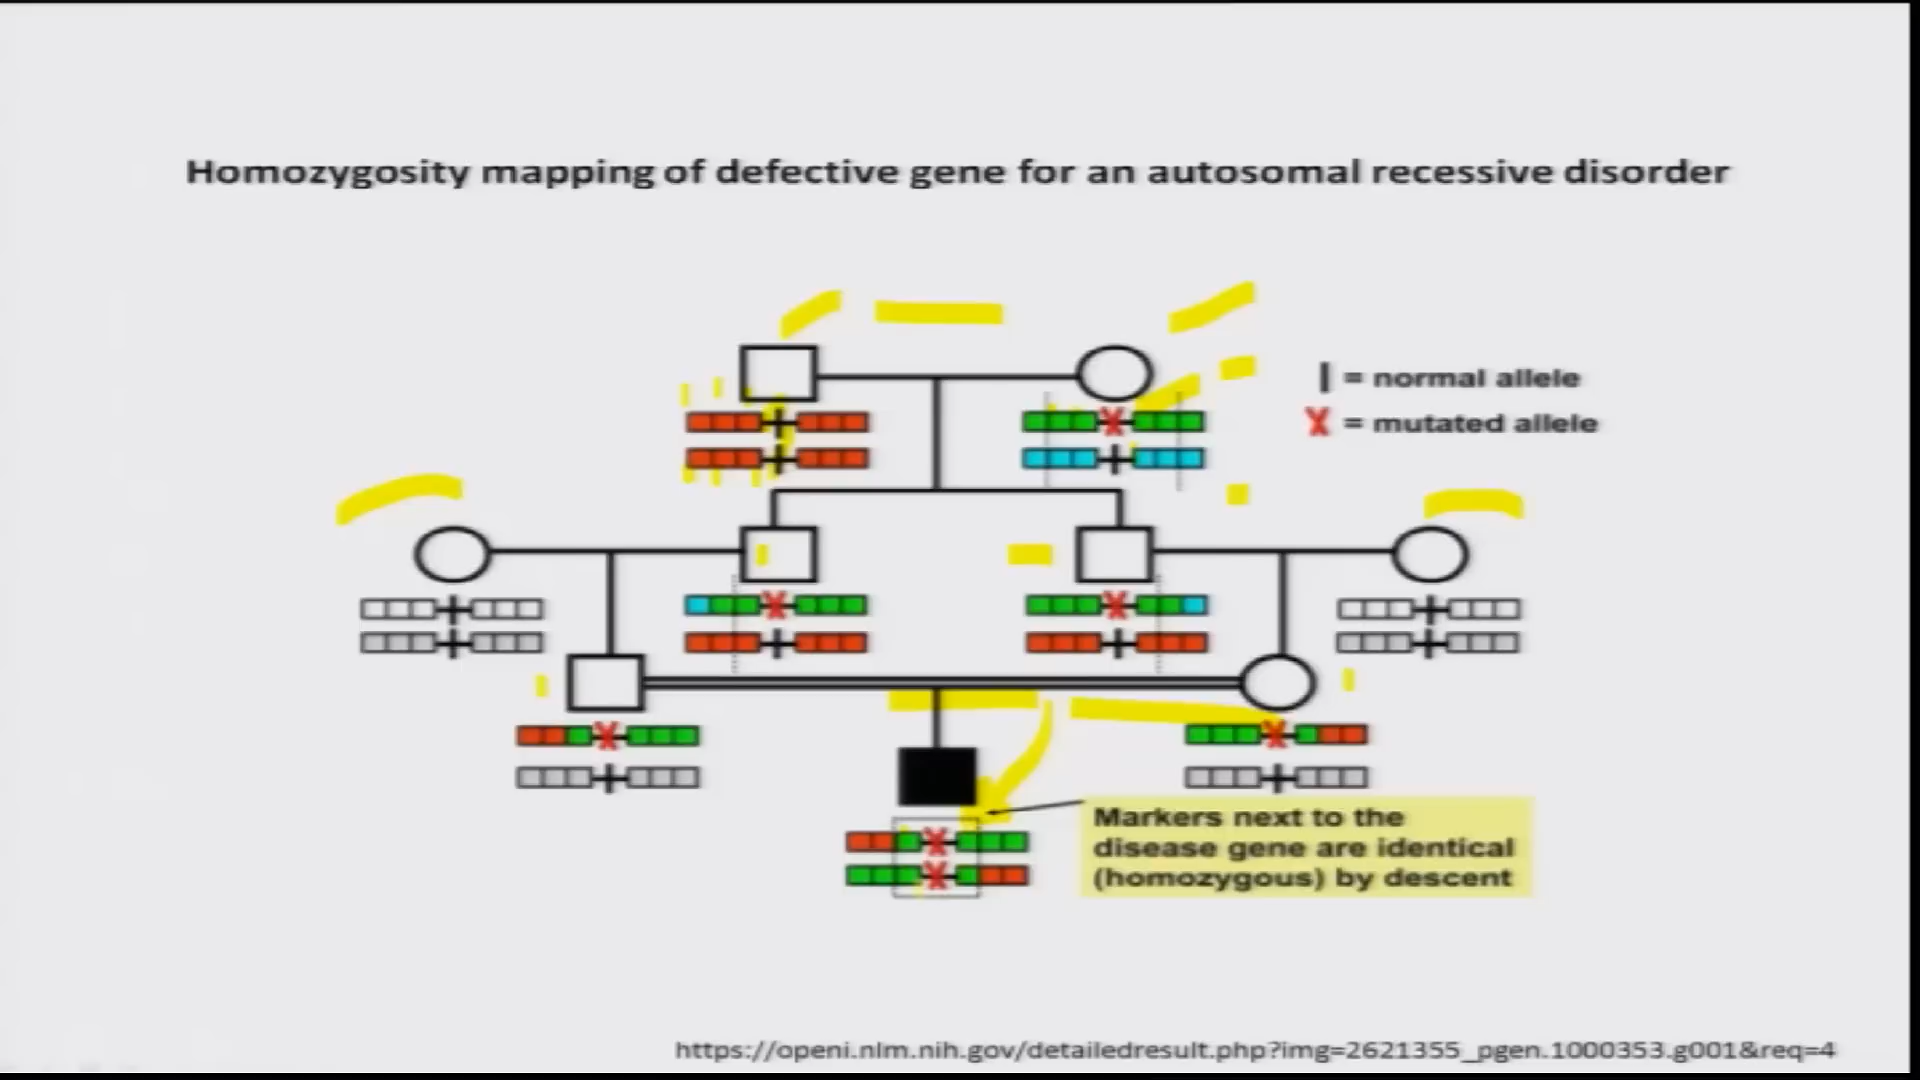 Homozygosity mapping of defective gene for an autosomal recessive disorder
| = normal allele
X = mutated allele
Markers next to the
disease gene are identical
(homozygous) by descent
https://openi.nlm.nih.gov/detailedresult.php?img=2621355_pgen.1000353.g001&req=4